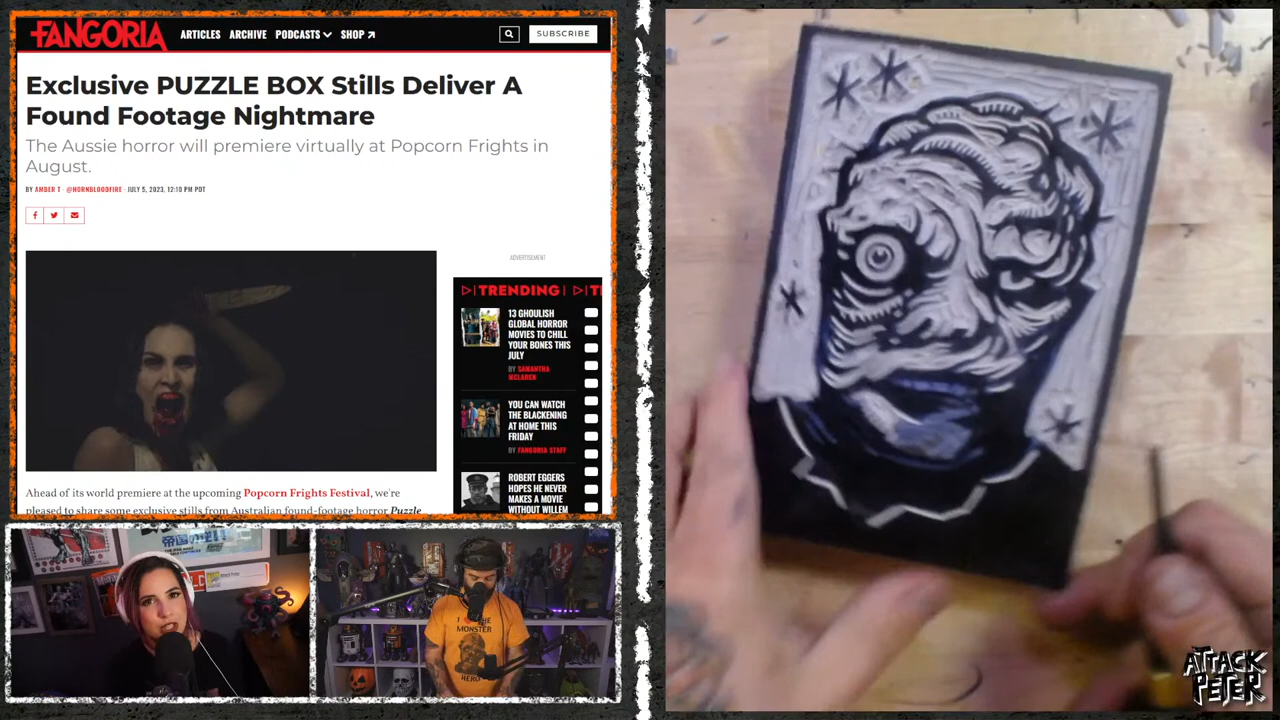 FANGORIA
ARTICLES ARCHIVE PODCASTS SHOP
SUBSCRIBE
Exclusive PUZZLE BOX Stills Deliver A
Found Footage Nightmare
The Aussie horror will premiere virtually at Popcorn Frights in
August.
BY AMBER T · @HORNBLOODFIRE · JULY 5, 2023, 12:10 PM PDT
ADVERTISEMENT
TRENDING
13 GHOULISH
GLOBAL HORROR
MOVIES TO CHILL
YOUR BONES THIS
JULY
BY SAMANTHA
MCLAREN
YOU CAN WATCH
THE BLACKENING
AT HOME THIS
FRIDAY
BY FANGORIA STAFF
ROBERT EGGERS
HOPES HE NEVER
MAKES A MOVIE
WITHOUT WILLEM
Ahead of its world premiere at the upcoming Popcorn Frights Festival, we're
pleased to share some exclusive stills from Australian found-footage horror Puzzle
MONSTER
HERO
ATTACK
PETER